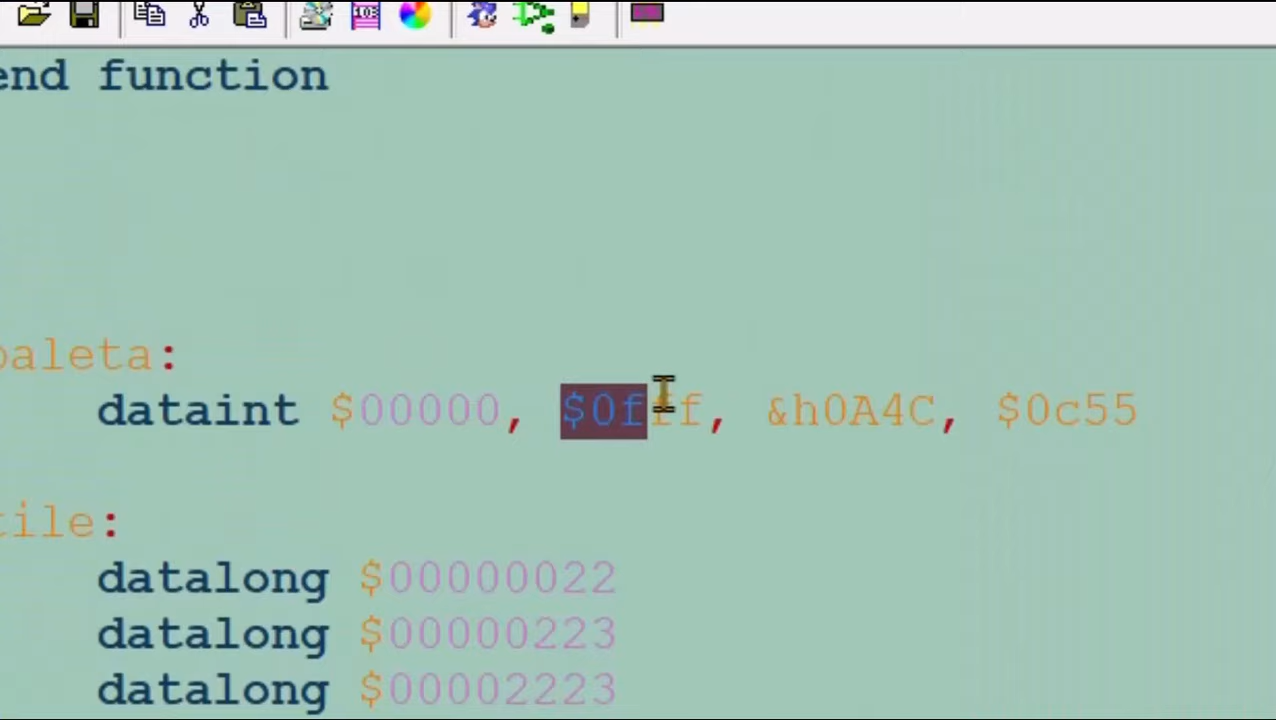 end function
paleta:
dataint $00000, $0fff, &h0A4C, $0c55
tile:
datalong $00000022
datalong $00000223
datalong $00002223